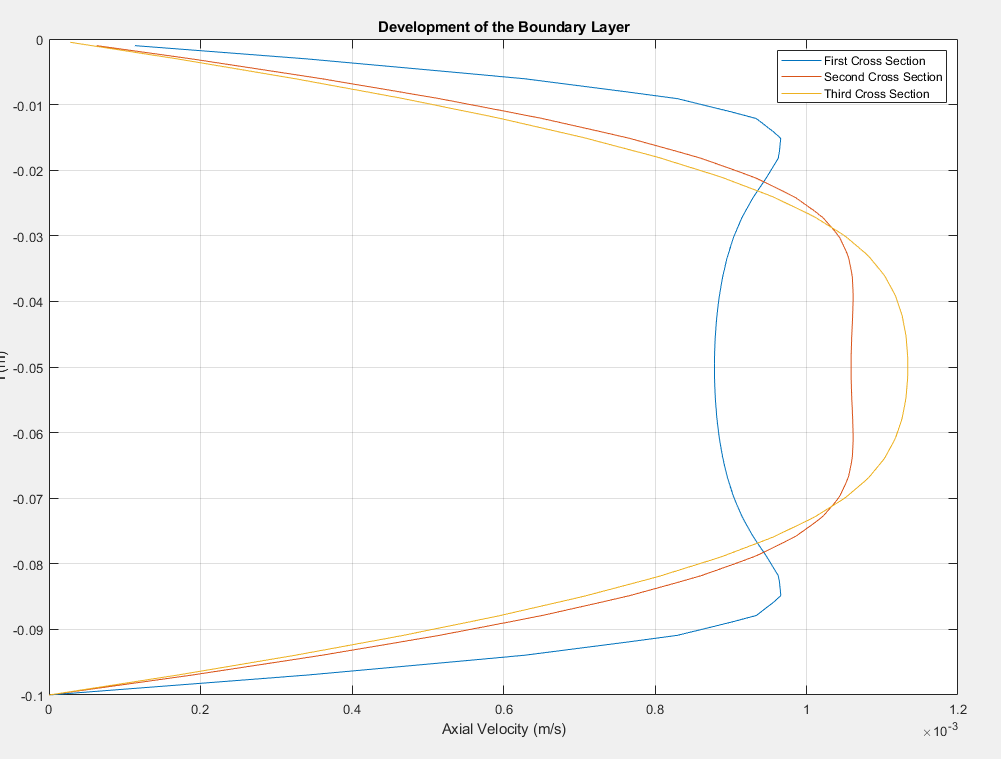 Development of the Boundary Layer
First Cross Section
Second Cross Section
Third Cross Section
0
-0.01
-0.02
-0.03
-0.04
-0.05
-0.06
-0.07
-0.08
-0.09
-0.1
0 0.2 0.4 0.6 0.8 1 1.2
Axial Velocity (m/s)
×10⁻³